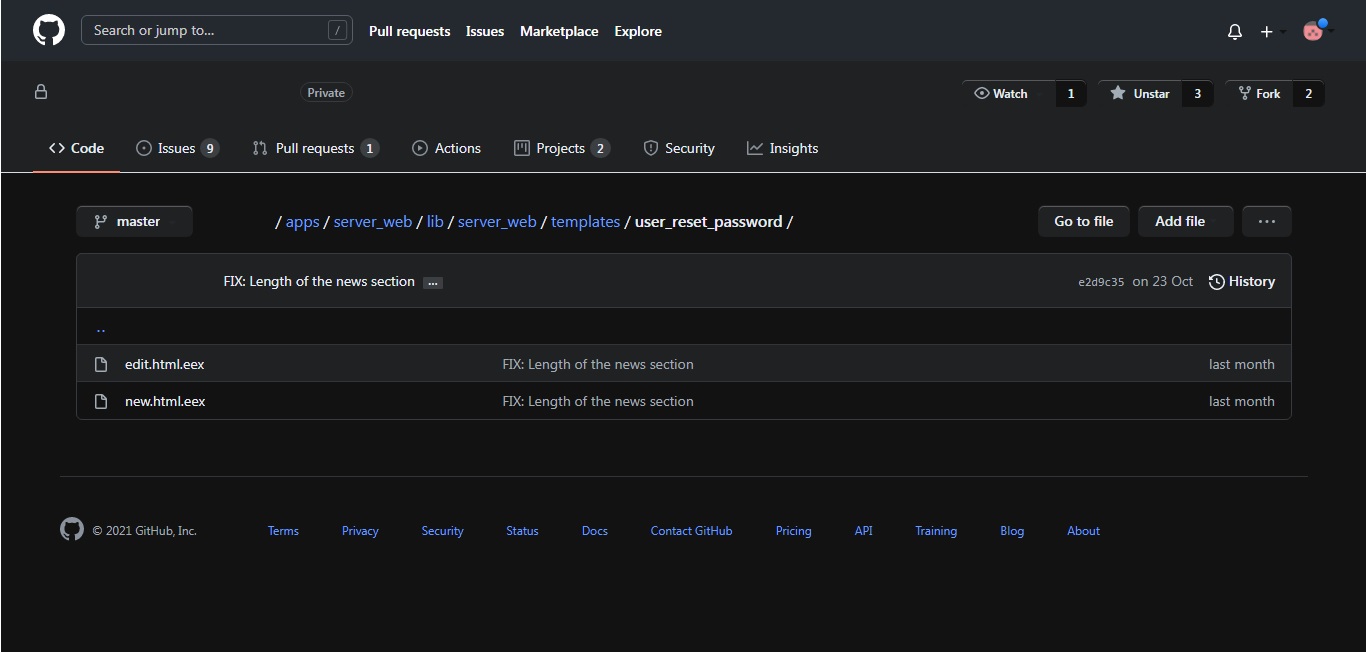 Search or jump to... / Pull requests Issues Marketplace Explore
Private Watch 1 Unstar 3 Fork 2
Code Issues 9 Pull requests 1 Actions Projects 2 Security Insights
master / apps / server_web / lib / server_web / templates / user_reset_password / Go to file Add file ...
FIX: Length of the news section ... e2d9c35 on 23 Oct History
..
edit.html.eex FIX: Length of the news section last month
new.html.eex FIX: Length of the news section last month
© 2021 GitHub, Inc. Terms Privacy Security Status Docs Contact GitHub Pricing API Training Blog About